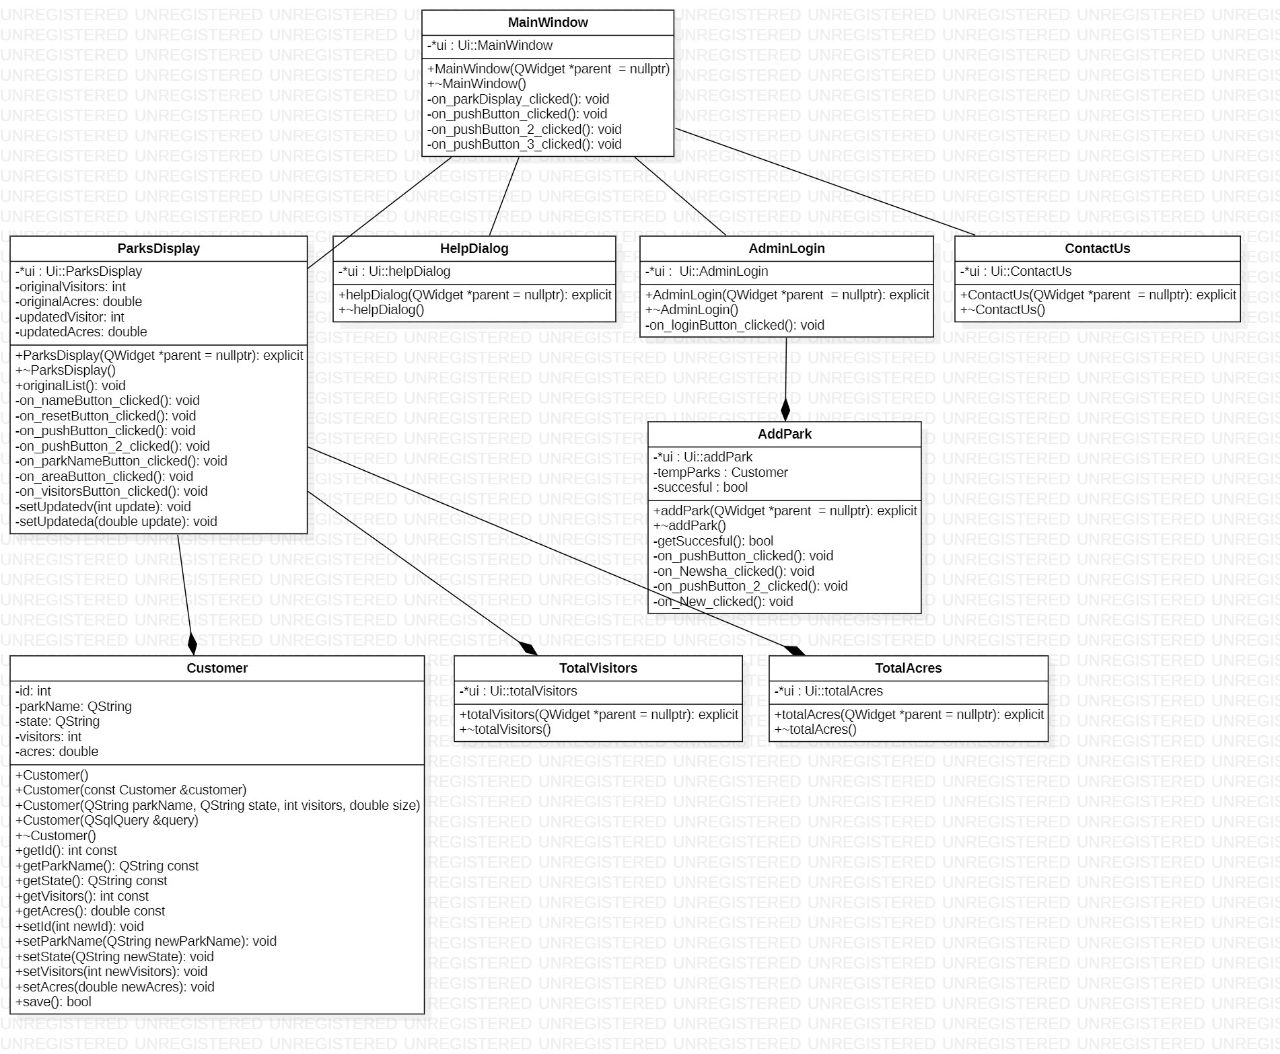 MainWindow
-*ui : Ui::MainWindow
+MainWindow(QWidget *parent  = nullptr)
+~MainWindow()
-on_parkDisplay_clicked(): void
-on_pushButton_clicked(): void
-on_pushButton_2_clicked(): void
-on_pushButton_3_clicked(): void
ParksDisplay
-*ui : Ui::ParksDisplay
-originalVisitors: int
-originalAcres: double
-updatedVisitor: int
-updatedAcres: double
+ParksDisplay(QWidget *parent = nullptr): explicit
+~ParksDisplay()
+originalList(): void
-on_nameButton_clicked(): void
-on_resetButton_clicked(): void
-on_pushButton_clicked(): void
-on_pushButton_2_clicked(): void
-on_parkNameButton_clicked(): void
-on_areaButton_clicked(): void
-on_visitorsButton_clicked(): void
-setUpdatedv(int update): void
-setUpdateda(double update): void
HelpDialog
-*ui : Ui::helpDialog
+helpDialog(QWidget *parent = nullptr): explicit
+~helpDialog()
AdminLogin
-*ui :  Ui::AdminLogin
+AdminLogin(QWidget *parent  = nullptr): explicit
+~AdminLogin()
-on_loginButton_clicked(): void
ContactUs
-*ui : Ui::ContactUs
+ContactUs(QWidget *parent  = nullptr): explicit
+~ContactUs()
AddPark
-*ui : Ui::addPark
-tempParks : Customer
-succesful : bool
+addPark(QWidget *parent  = nullptr): explicit
+~addPark()
-getSuccesful(): bool
-on_pushButton_clicked(): void
-on_Newsha_clicked(): void
-on_pushButton_2_clicked(): void
-on_New_clicked(): void
Customer
-id: int
-parkName: QString
-state: QString
-visitors: int
-acres: double
+Customer()
+Customer(const Customer &customer)
+Customer(QString parkName, QString state, int visitors, double size)
+Customer(QSqlQuery &query)
+~Customer()
+getId(): int const
+getParkName(): QString const
+getState(): QString const
+getVisitors(): int const
+getAcres(): double const
+setId(int newId): void
+setParkName(QString newParkName): void
+setState(QString newState): void
+setVisitors(int newVisitors): void
+setAcres(double newAcres): void
+save(): bool
TotalVisitors
-*ui : Ui::totalVisitors
+totalVisitors(QWidget *parent = nullptr): explicit
+~totalVisitors()
TotalAcres
-*ui : Ui::totalAcres
+totalAcres(QWidget *parent = nullptr): explicit
+~totalAcres()
UNREGISTERED